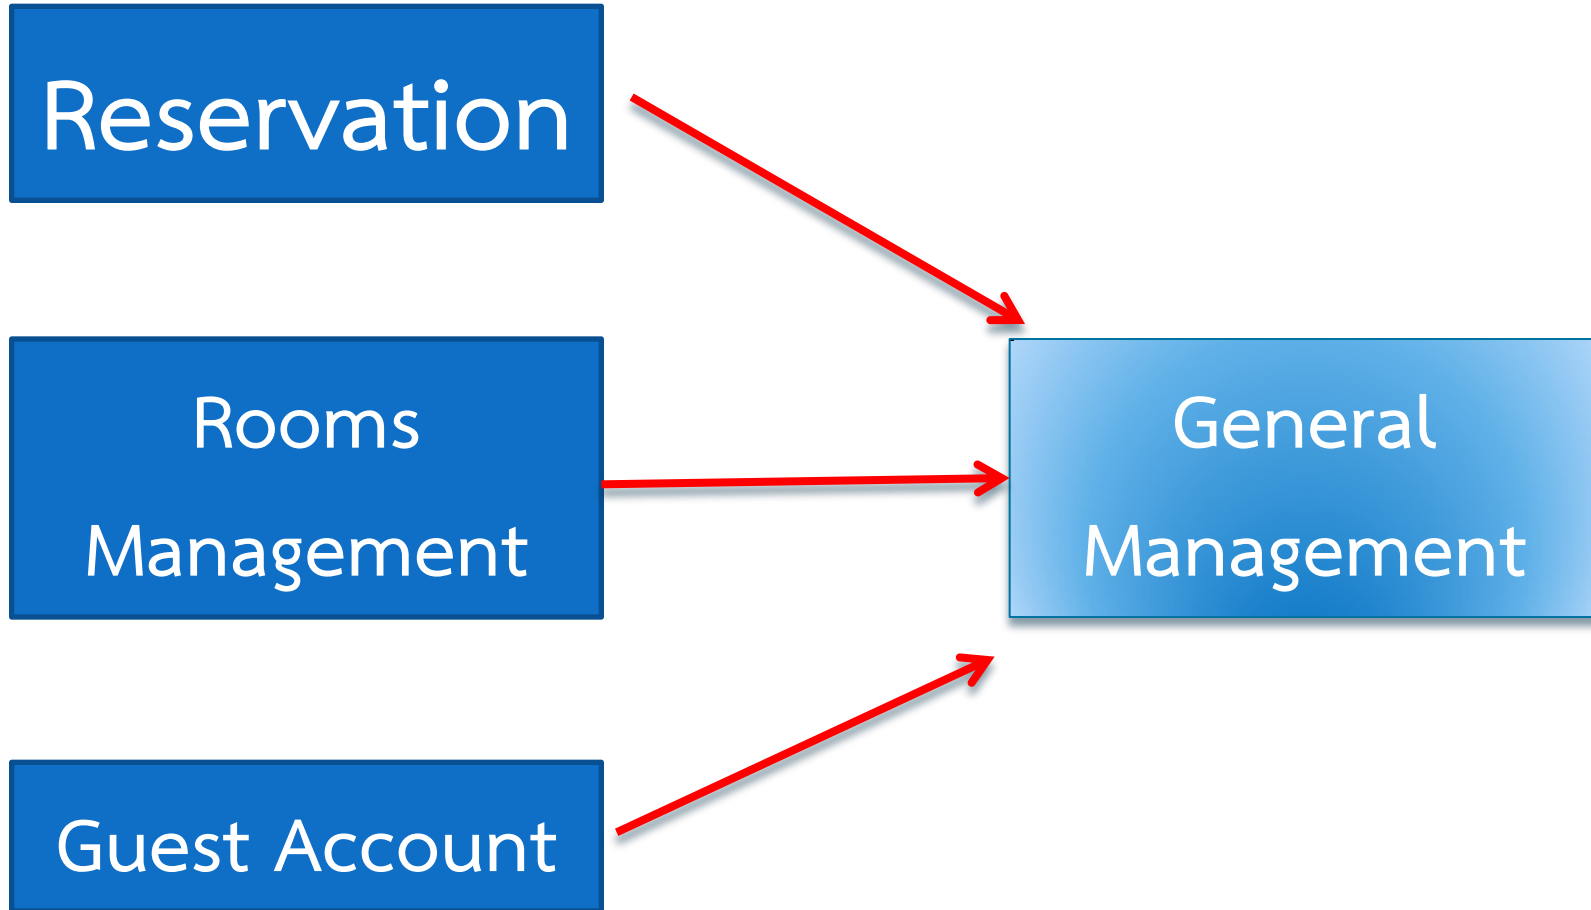 Reservation
Rooms
Management
General
Management
Guest Account